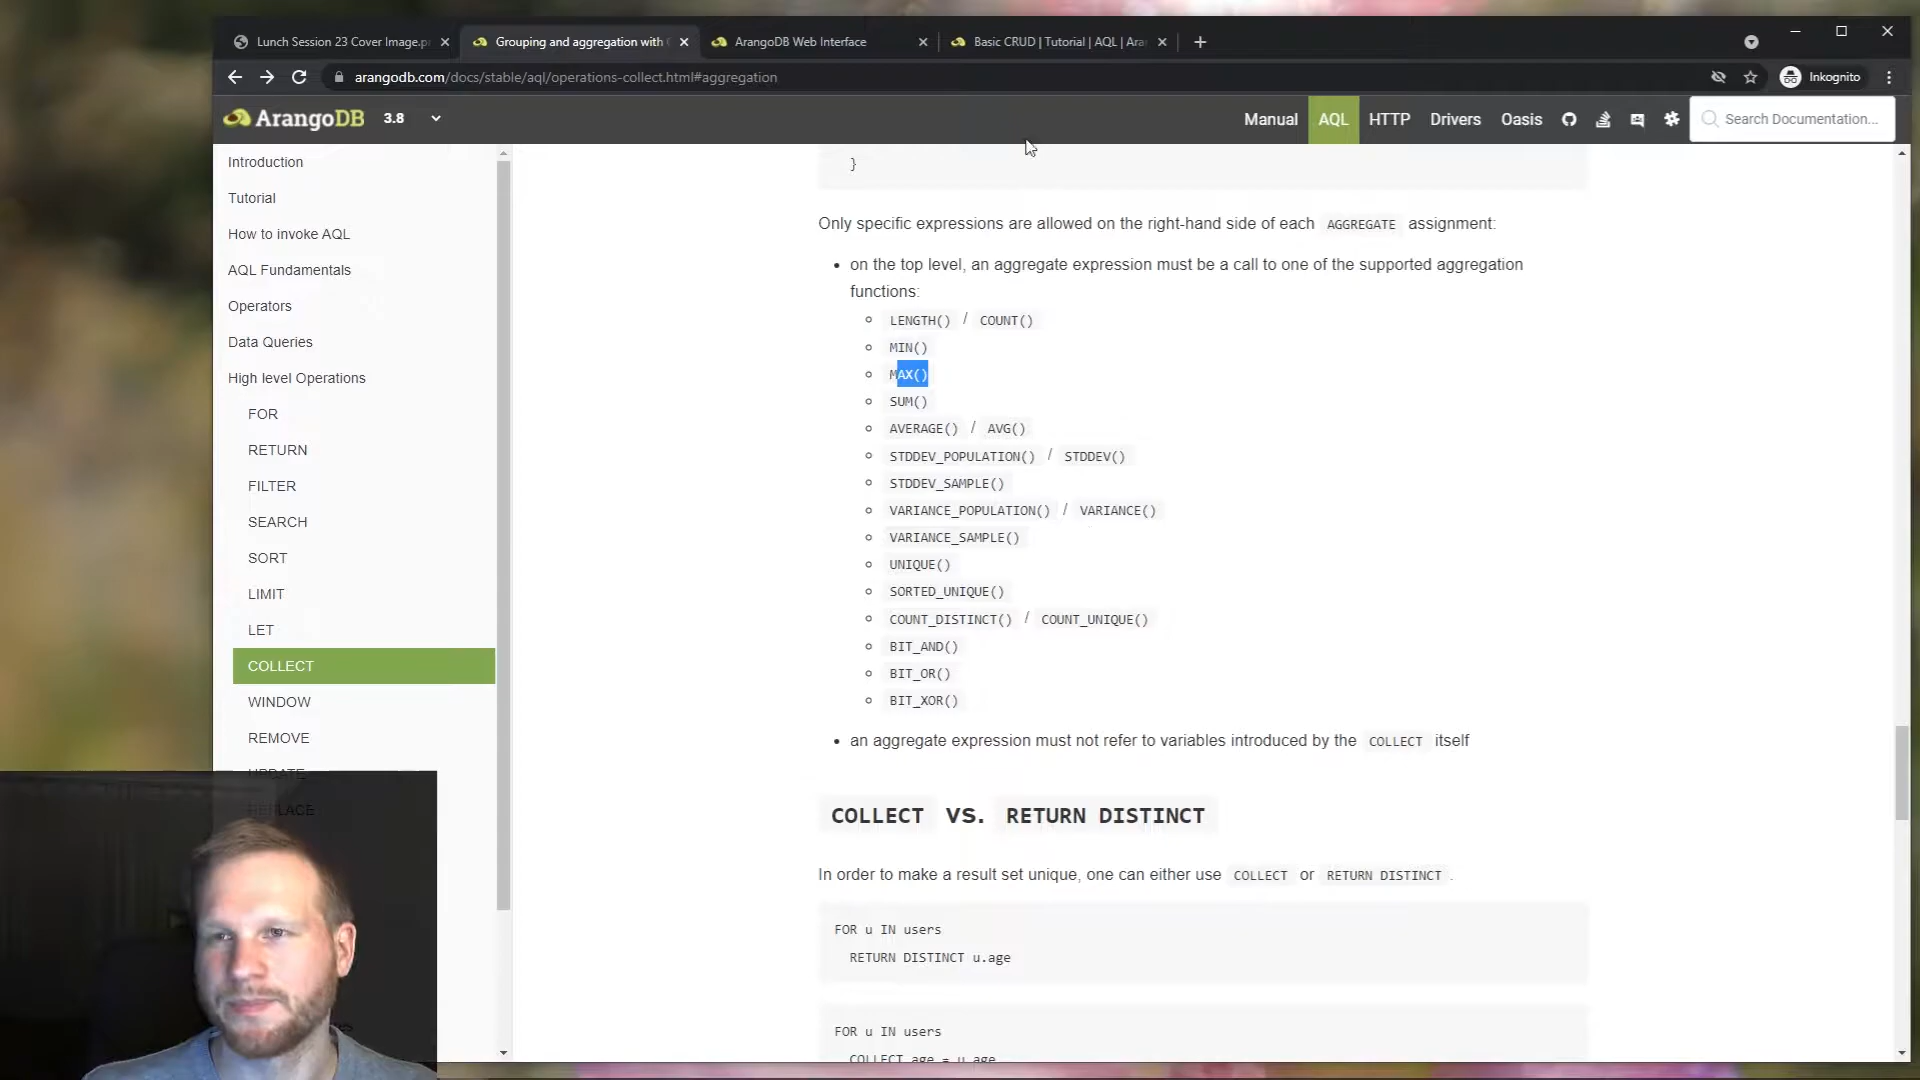 Lunch Session 23 Cover Image.pr
Grouping and aggregation with
ArangoDB Web Interface
Basic CRUD | Tutorial | AQL | Ara
arangodb.com/docs/stable/aql/operations-collect.html#aggregation
Inkognito
ArangoDB 3.8
Manual AQL HTTP Drivers Oasis
Search Documentation...
Introduction
Tutorial
How to invoke AQL
AQL Fundamentals
Operators
Data Queries
High level Operations
FOR
RETURN
FILTER
SEARCH
SORT
LIMIT
LET
COLLECT
WINDOW
REMOVE
UPDATE
REPLACE
}
Only specific expressions are allowed on the right-hand side of each AGGREGATE assignment:
• on the top level, an aggregate expression must be a call to one of the supported aggregation
functions:
LENGTH() / COUNT()
MIN()
MAX()
SUM()
AVERAGE() / AVG()
STDDEV_POPULATION() / STDDEV()
STDDEV_SAMPLE()
VARIANCE_POPULATION() / VARIANCE()
VARIANCE_SAMPLE()
UNIQUE()
SORTED_UNIQUE()
COUNT_DISTINCT() / COUNT_UNIQUE()
BIT_AND()
BIT_OR()
BIT_XOR()
• an aggregate expression must not refer to variables introduced by the COLLECT itself
COLLECT VS. RETURN DISTINCT
In order to make a result set unique, one can either use COLLECT or RETURN DISTINCT .
FOR u IN users
RETURN DISTINCT u.age
FOR u IN users
COLLECT age = u.age